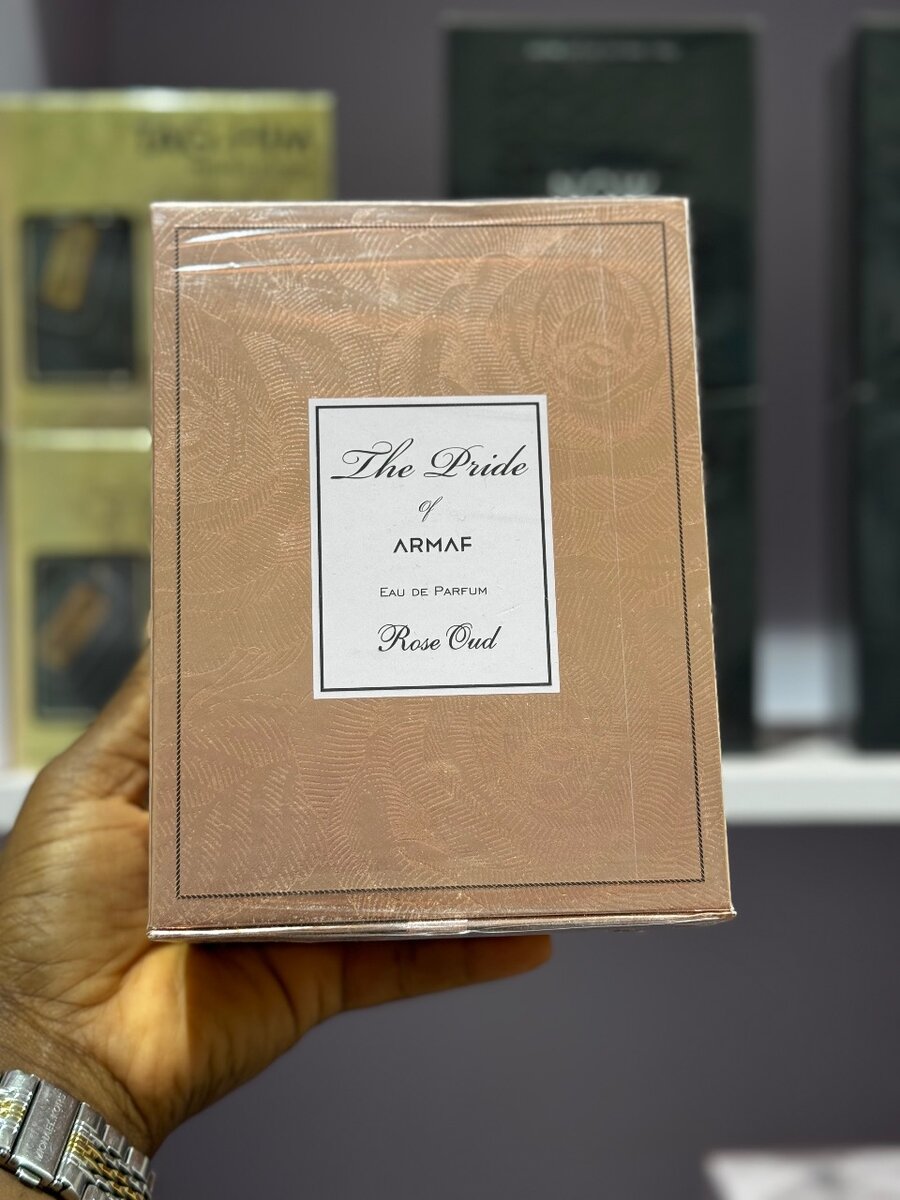 The Pride
of
ARMAF
EAU DE PARFUM
Rose Oud